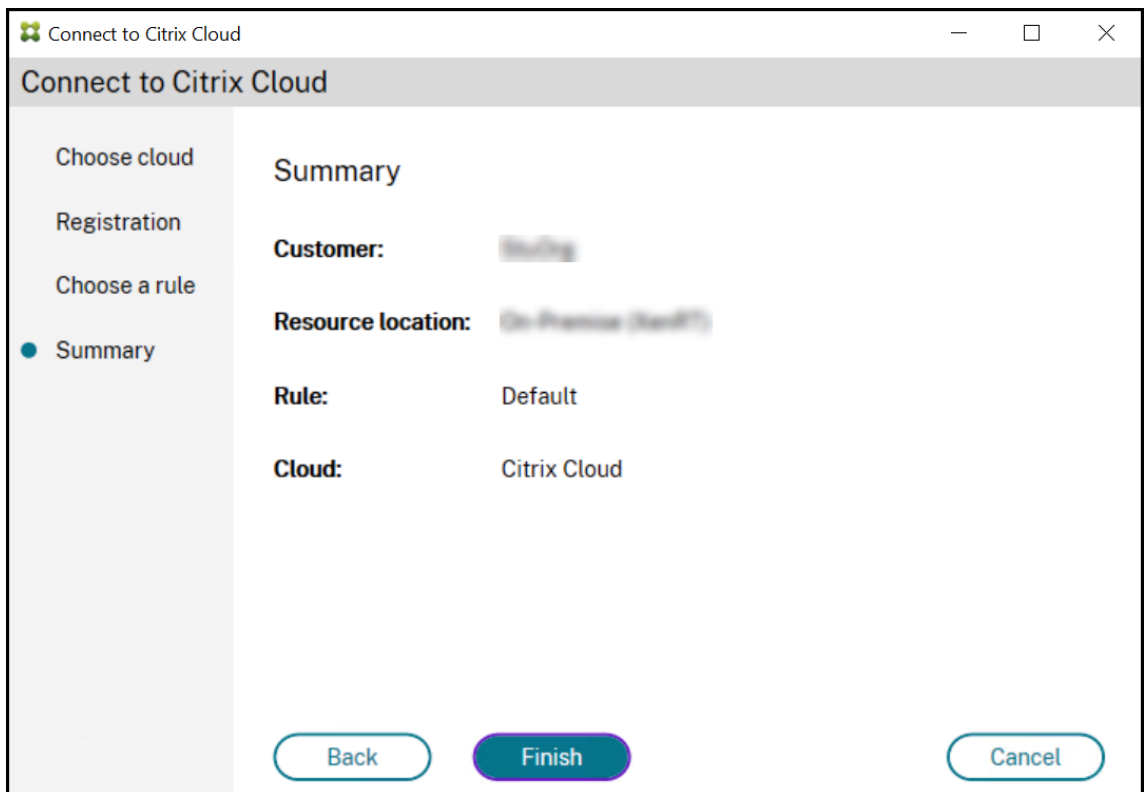 Connect to Citrix Cloud
Connect to Citrix Cloud
Choose cloud
Registration
Choose a rule
Summary
Summary
Customer:
Resource location:
Rule: Default
Cloud: Citrix Cloud
Back Finish Cancel